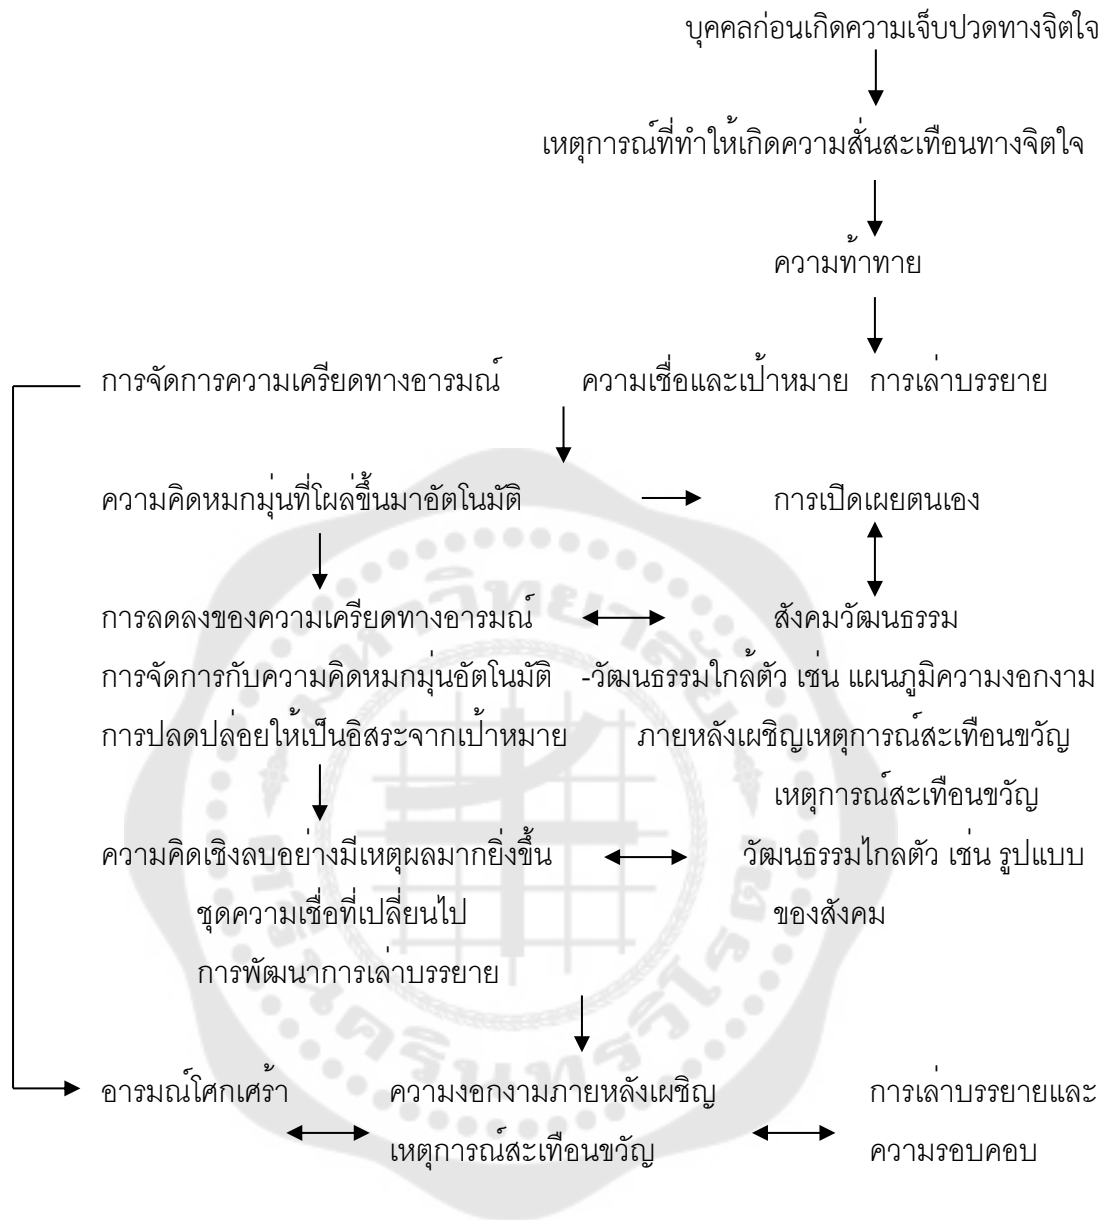 บุคคลก่อนเกิดความเจ็บปวดทางจิตใจ
เหตุการณ์ที่ทำให้เกิดความสั่นสะเทือนทางจิตใจ
ความท้าทาย
การจัดการความเครียดทางอารมณ์ ความเชื่อและเป้าหมาย การเล่าบรรยาย
ความคิดหมกมุ่นที่โผล่ขึ้นมาอัตโนมัติ การเปิดเผยตนเอง
การลดลงของความเครียดทางอารมณ์ สังคมวัฒนธรรม
การจัดการกับความคิดหมกมุ่นอัตโนมัติ -วัฒนธรรมใกล้ตัว เช่น แผนภูมิความงอกงาม
การปลดปล่อยให้เป็นอิสระจากเป้าหมาย ภายหลังเผชิญเหตุการณ์สะเทือนขวัญ
เหตุการณ์สะเทือนขวัญ
ความคิดเชิงลบอย่างมีเหตุผลมากยิ่งขึ้น วัฒนธรรมไกลตัว เช่น รูปแบบ
ชุดความเชื่อที่เปลี่ยนไป ของสังคม
การพัฒนาการเล่าบรรยาย
อารมณ์โศกเศร้า ความงอกงามภายหลังเผชิญ การเล่าบรรยายและ
เหตุการณ์สะเทือนขวัญ ความรอบคอบ
มหาวิทยาลัย
ศรีนครินทรวิโรฒ